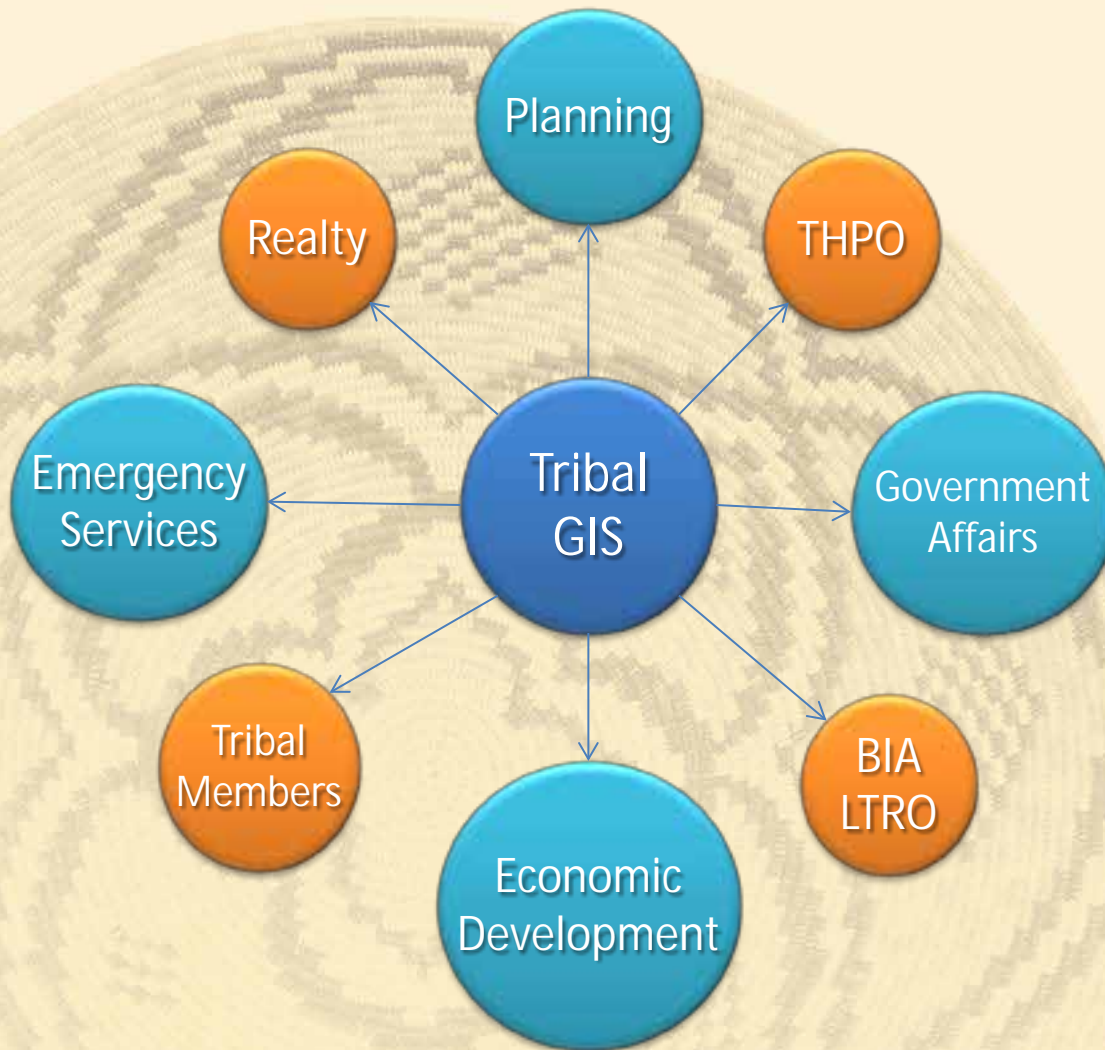 Planning
Realty
THPO
Emergency
Services
Tribal
GIS
Government
Affairs
Tribal
Members
BIA
LTRO
Economic
Development